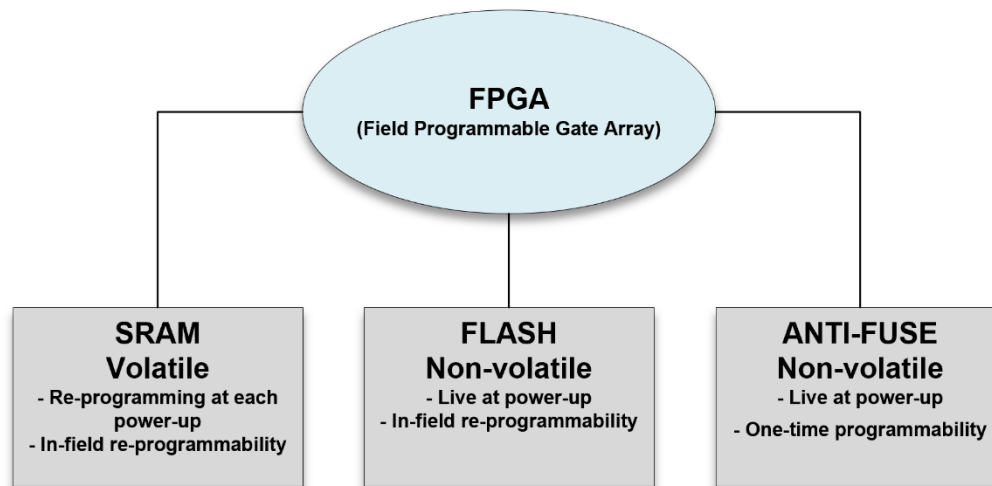 FPGA
(Field Programmable Gate Array)
SRAM
Volatile
- Re-programming at each
power-up
- In-field re-programmability
FLASH
Non-volatile
- Live at power-up
- In-field re-programmability
ANTI-FUSE
Non-volatile
- Live at power-up
- One-time programmability